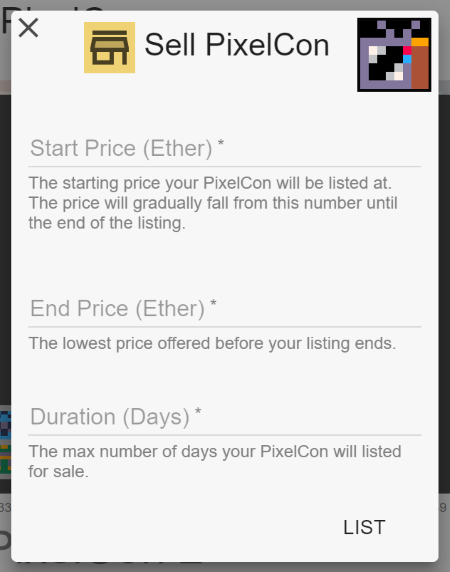 Sell PixelCon
Start Price (Ether) *
The starting price your PixelCon will be listed at.
The price will gradually fall from this number until
the end of the listing.
End Price (Ether) *
The lowest price offered before your listing ends.
Duration (Days) *
The max number of days your PixelCon will listed
for sale.
LIST